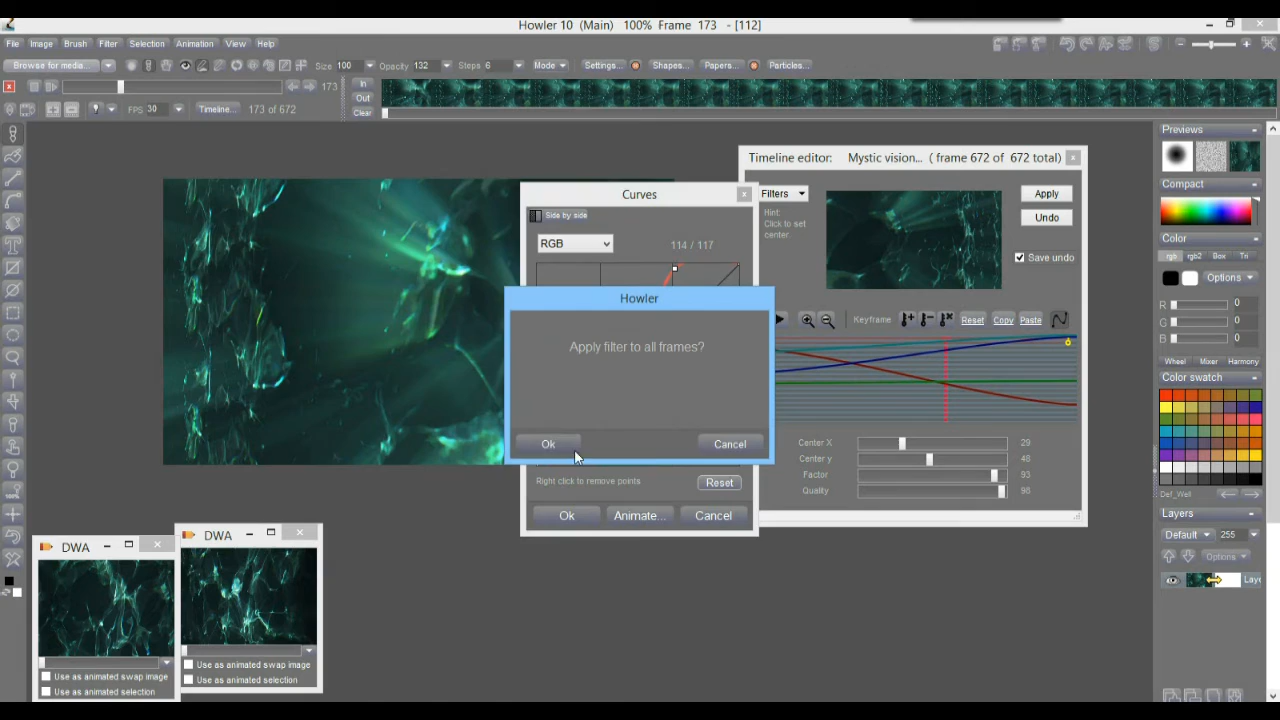 Howler 10 (Main) 100% Frame 173 - [112]
File Image Brush Filter Selection Animation View Help
Browse for media... Size 100 Opacity 132 Steps 6 Mode Settings... Shapes... Papers... Particles...
173 In
Out
FPS 30 Timeline... 173 of 672 Clear
Timeline editor: Mystic vision... ( frame 672 of 672 total)
Filters
Hint:
Click to set
center.
Apply
Undo
Save undo
Keyframe Reset Copy Paste
Center X 29
Center y 48
Factor 93
Quality 96
Curves
Side by side
RGB 114 / 117
Howler
Apply filter to all frames?
Ok Cancel
Right click to remove points Reset
Ok Animate... Cancel
DWA
Use as animated swap image
Use as animated selection
DWA
Use as animated swap image
Use as animated selection
Previews
Compact
Color
rgb rgb2 Box Tri
Options
R 0
G 0
B 0
Wheel Mixer Harmony
Color swatch
Def_Well
Layers
Default 255
Options
Laye